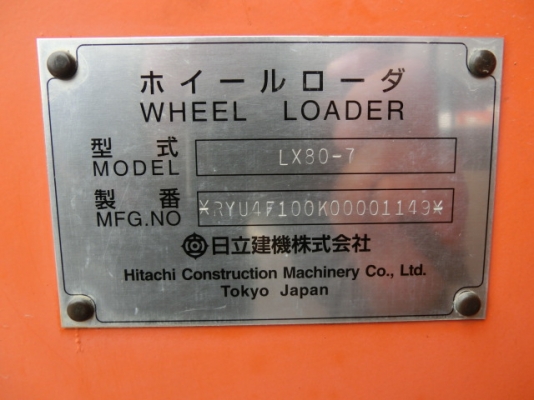 ホイールローダ
WHEEL LOADER
型式 LX80-7
MODEL
製番 *RYU4F100K00001149*
MFG.NO
日立建機株式会社
Hitachi Construction Machinery Co., Ltd.
Tokyo Japan